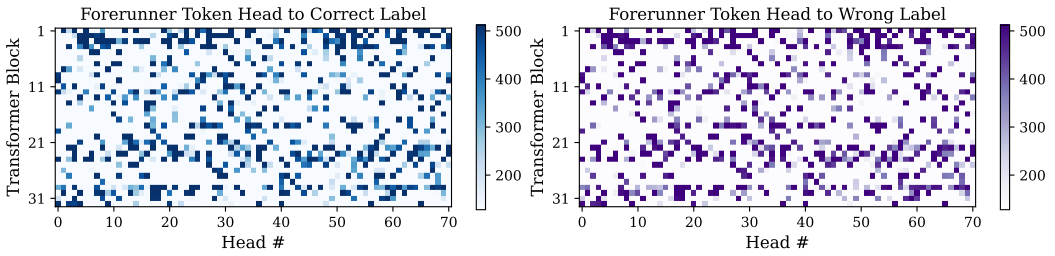 Forerunner Token Head to Correct Label
Transformer Block
1
11
21
31
0 10 20 30 40 50 60 70
Head #
500
400
300
200
Forerunner Token Head to Wrong Label
Transformer Block
1
11
21
31
0 10 20 30 40 50 60 70
Head #
500
400
300
200